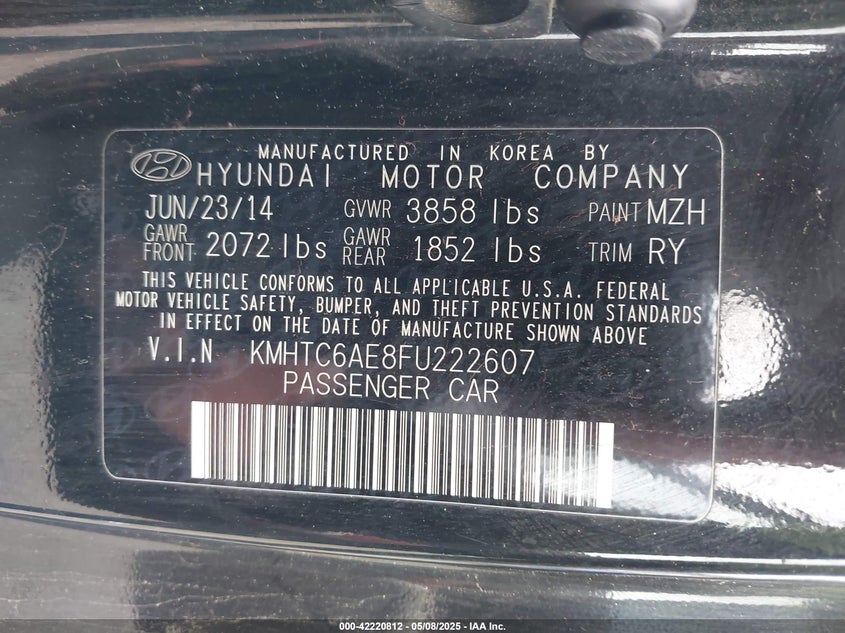 MANUFACTURED IN KOREA BY
HYUNDAI MOTOR COMPANY
JUN/23/14 GVWR 3858 lbs PAINT MZH
GAWR FRONT 2072 lbs GAWR REAR 1852 lbs TRIM RY
THIS VEHICLE CONFORMS TO ALL APPLICABLE U.S.A. FEDERAL
MOTOR VEHICLE SAFETY, BUMPER, AND THEFT PREVENTION STANDARDS
IN EFFECT ON THE DATE OF MANUFACTURE SHOWN ABOVE
V.I.N KMHTC6AE8FU222607
PASSENGER CAR
000-42220812 - 05/08/2025 - IAA Inc.